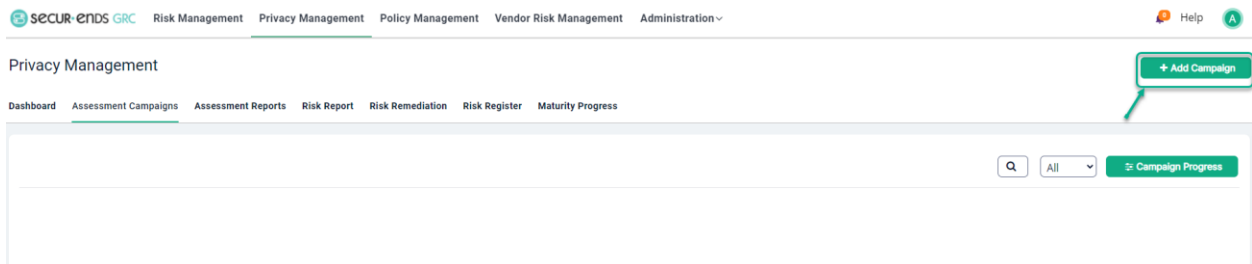 SECUR·ENDS GRC Risk Management Privacy Management Policy Management Vendor Risk Management Administration Help A
Privacy Management
+ Add Campaign
Dashboard Assessment Campaigns Assessment Reports Risk Report Risk Remediation Risk Register Maturity Progress
All Campaign Progress